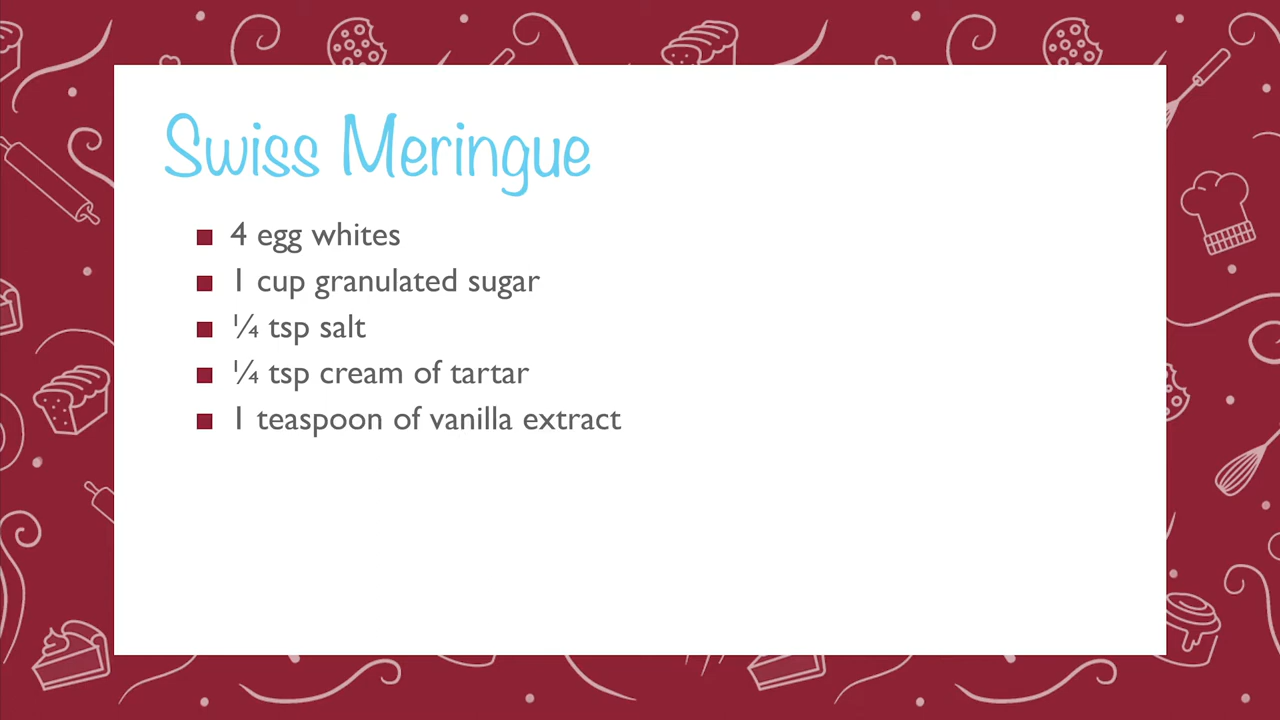 Swiss Meringue
4 egg whites
1 cup granulated sugar
¼ tsp salt
¼ tsp cream of tartar
1 teaspoon of vanilla extract